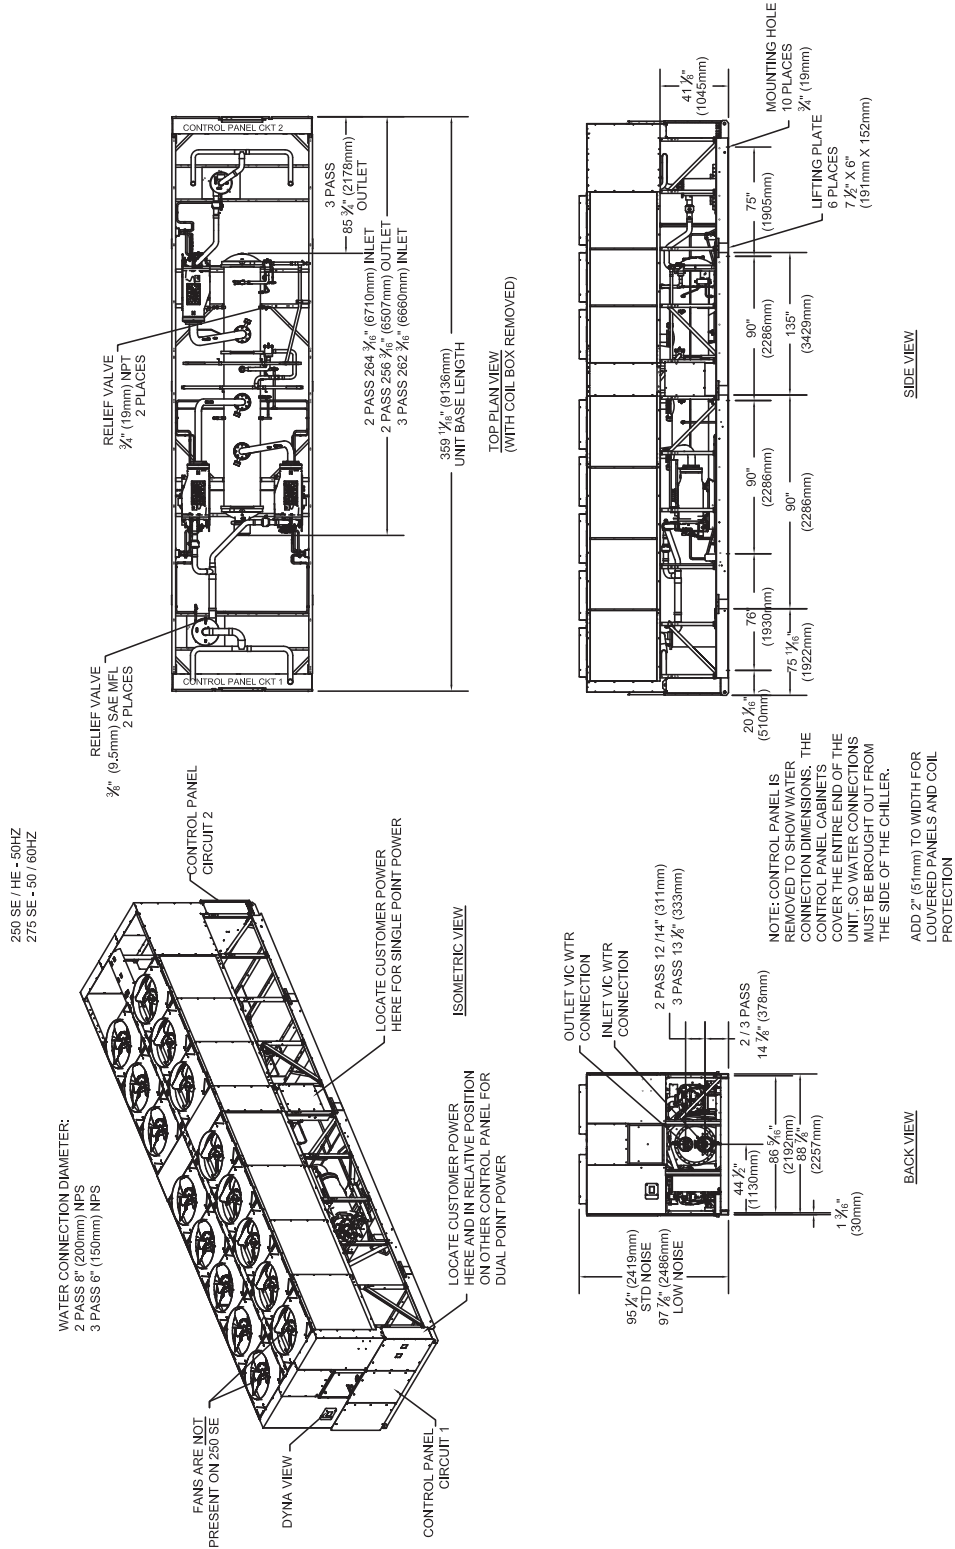 250 SE / HE - 50HZ
275 SE - 50 / 60HZ
WATER CONNECTION DIAMETER:
2 PASS 8" (200mm) NPS
3 PASS 6" (150mm) NPS
FANS ARE NOT
PRESENT ON 250 SE
DYNA VIEW
CONTROL PANEL
CIRCUIT 1
CONTROL PANEL
CIRCUIT 2
LOCATE CUSTOMER POWER
HERE FOR SINGLE POINT POWER
LOCATE CUSTOMER POWER
HERE AND IN RELATIVE POSITION
ON OTHER CONTROL PANEL FOR
DUAL POINT POWER
ISOMETRIC VIEW
RELIEF VALVE
3/8" (9.5mm) SAE MFL
2 PLACES
RELIEF VALVE
3/4" (19mm) NPT
2 PLACES
CONTROL PANEL CKT 1
CONTROL PANEL CKT 2
3 PASS
85 3/4" (2178mm)
OUTLET
2 PASS 264 3/16" (6710mm) INLET
2 PASS 256 3/16" (6507mm) OUTLET
3 PASS 262 3/16" (6660mm) INLET
359 11/16" (9136mm)
UNIT BASE LENGTH
TOP PLAN VIEW
(WITH COIL BOX REMOVED)
95 1/4" (2419mm)
STD NOISE
97 7/8" (2486mm)
LOW NOISE
OUTLET VIC WTR
CONNECTION
INLET VIC WTR
CONNECTION
2 PASS 12 /14" (311mm)
3 PASS 13 1/8" (333mm)
2 / 3 PASS
14 7/8" (378mm)
44 1/2"
(1130mm)
86 5/16"
(2192mm)
88 7/8"
(2257mm)
1 3/16"
(30mm)
BACK VIEW
NOTE: CONTROL PANEL IS
REMOVED TO SHOW WATER
CONNECTION DIMENSIONS. THE
CONTROL PANEL CABINETS
COVER THE ENTIRE END OF THE
UNIT, SO WATER CONNECTIONS
MUST BE BROUGHT OUT FROM
THE SIDE OF THE CHILLER.
ADD 2" (51mm) TO WIDTH FOR
LOUVERED PANELS AND COIL
PROTECTION
41 1/8"
(1045mm)
MOUNTING HOLE
10 PLACES
3/4" (19mm)
LIFTING PLATE
6 PLACES
7 1/2" X 6"
(191mm X 152mm)
20 1/16"
(510mm)
76"
(1930mm)
90"
(2286mm)
90"
(2286mm)
75"
(1905mm)
75 11/16"
(1922mm)
90"
(2286mm)
135"
(3429mm)
SIDE VIEW